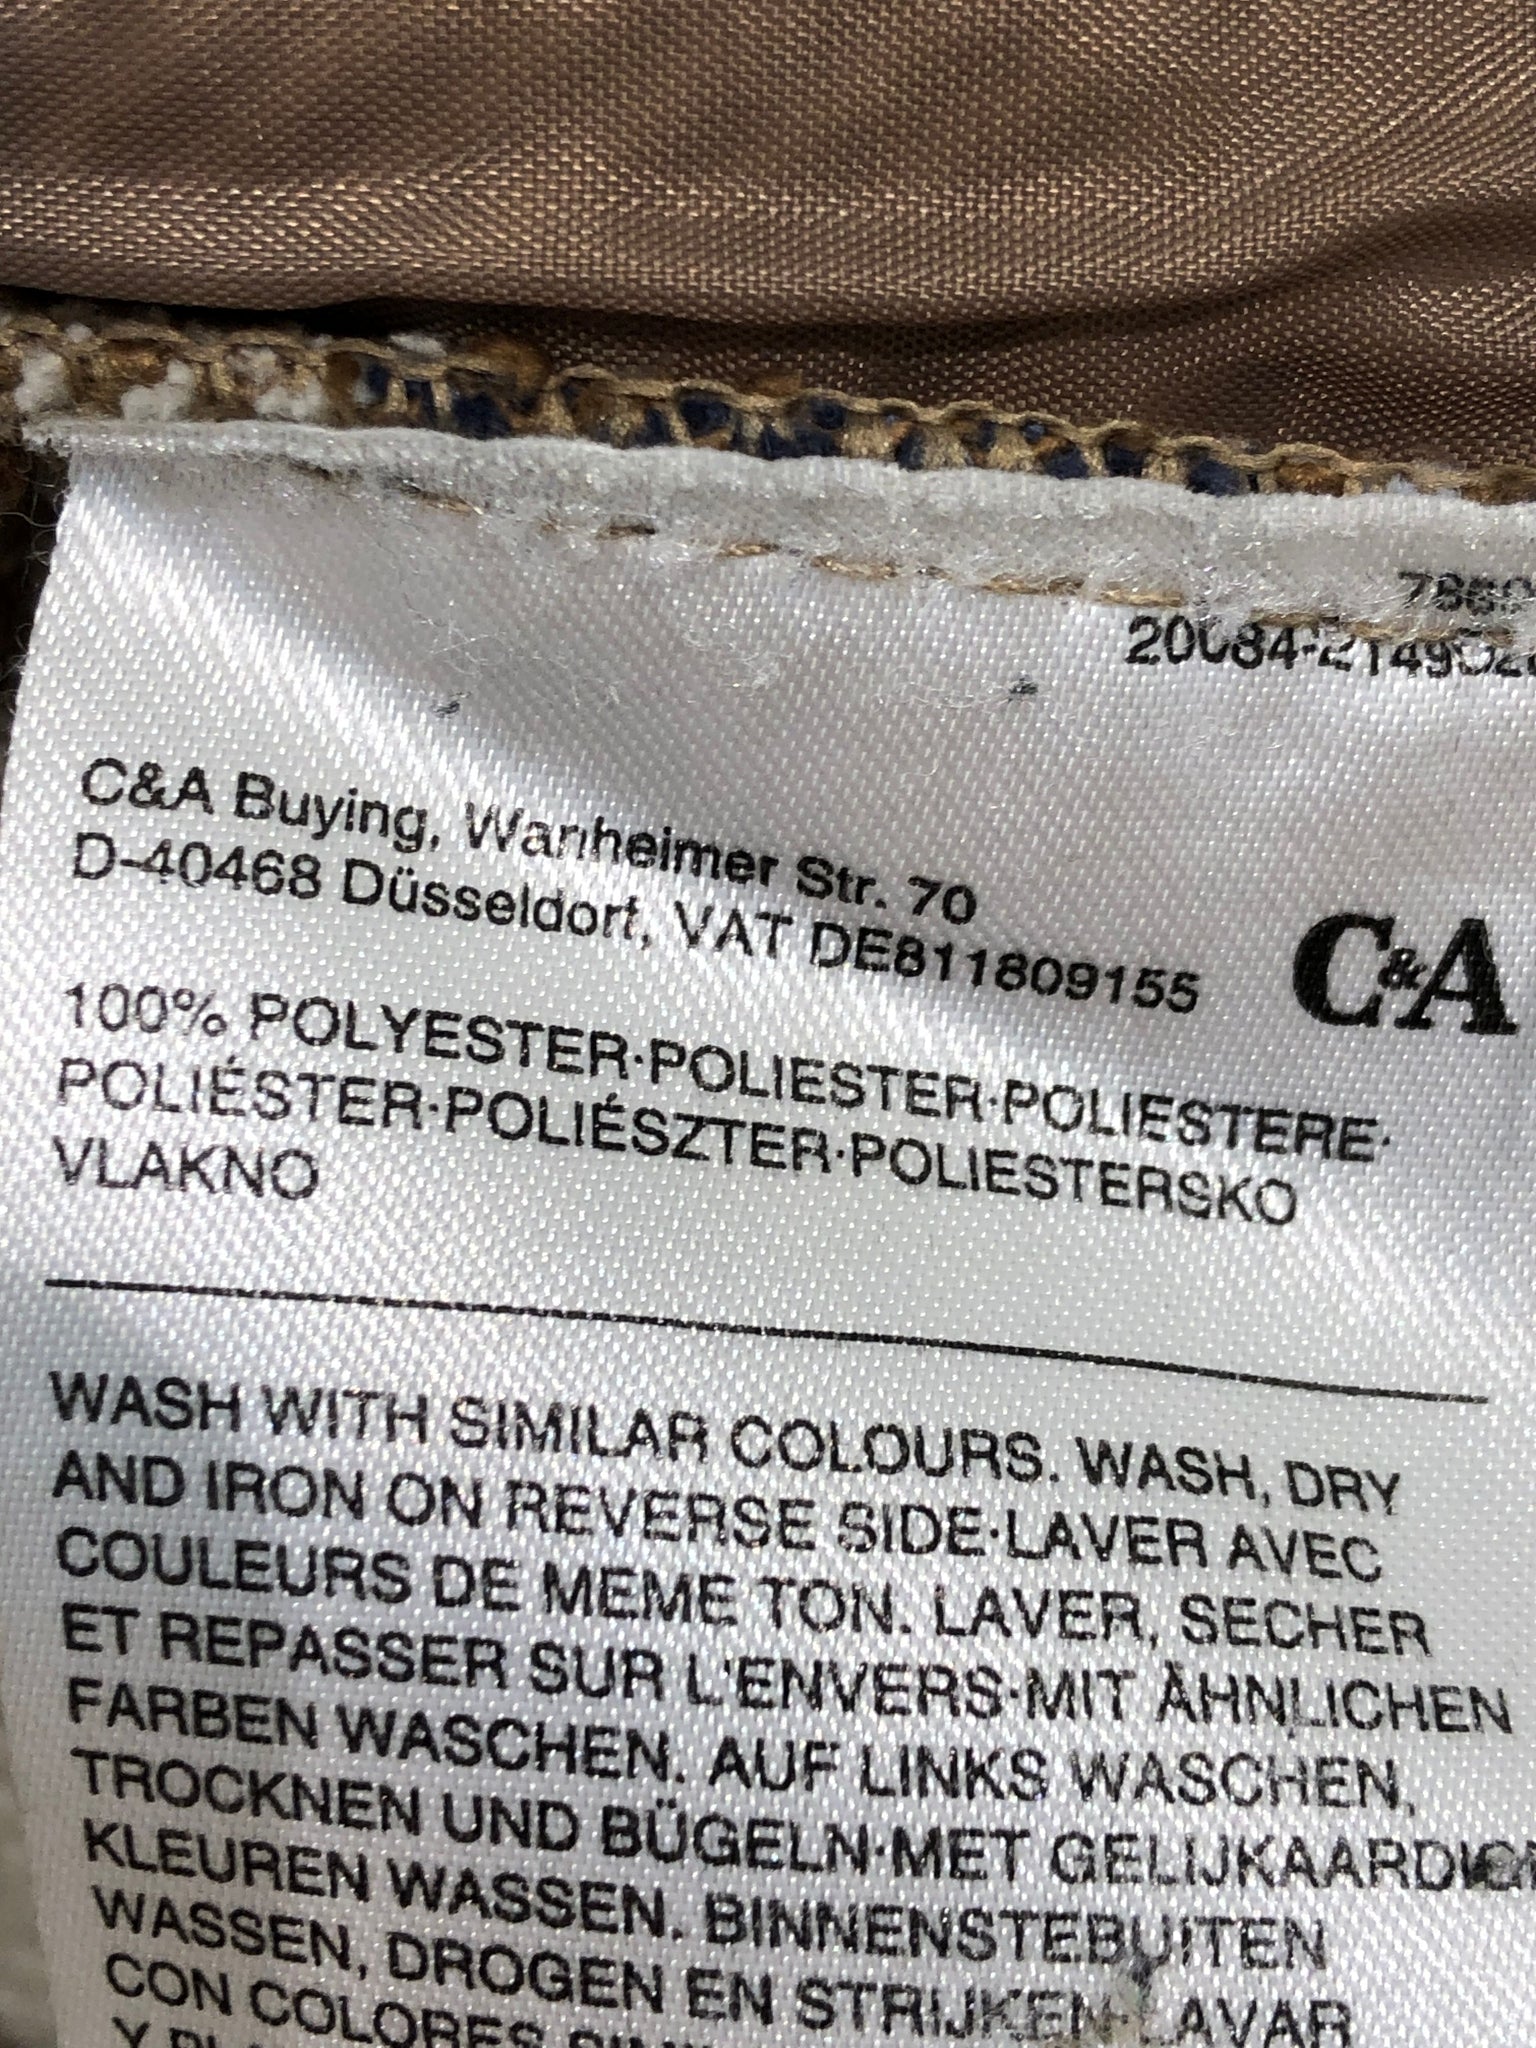 C&A Buying, Wanheimer Str. 70
D-40468 Düsseldorf, VAT DE811809155
C&A
100% POLYESTER·POLIESTER·POLIESTERE·
POLIÉSTER·POLIÉSZTER·POLIESTERSKO
VLAKNO
WASH WITH SIMILAR COLOURS. WASH, DRY
AND IRON ON REVERSE SIDE·LAVER AVEC
COULEURS DE MEME TON. LAVER, SECHER
ET REPASSER SUR L'ENVERS·MIT ÄHNLICHEN
FARBEN WASCHEN. AUF LINKS WASCHEN,
TROCKNEN UND BÜGELN·MET
KLEUREN WASSEN. BINNENSTEBUITEN
WASSEN, DROGEN EN STRIJKEN·LAVAR
CON COLORES
Y